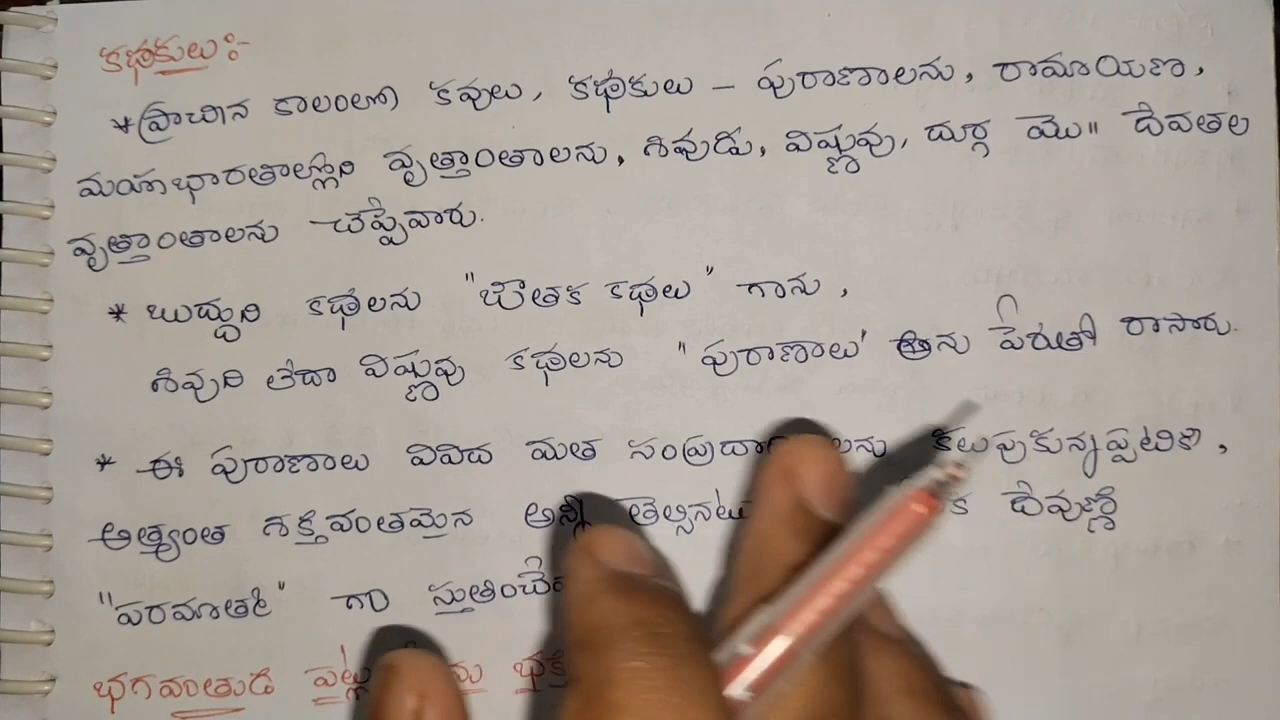 కథకులు :-
* ప్రాచీన కాలంలో కవులు, కథకులు - పురాణాలను, రామాయణ,
మహాభారతాల్లోని వృత్తాంతాలను, శివుడు, విష్ణువు, దుర్గ మొ॥ దేవతల
వృత్తాంతాలను చెప్పేవారు.
* బుద్ధుని కథలను "జాతక కథలు" గాను,
శివుని లేదా విష్ణువు కథలను "పురాణాలు" అను పేరుతో రాసారు.
* ఈ పురాణాలు వివిద మత కలుపుకున్నప్పటికి,
అత్యంత శక్తివంతమైన అన్నీ దేవుణ్ణి
"పరమాత్మ" గా
భగవంతుడి పట్ల